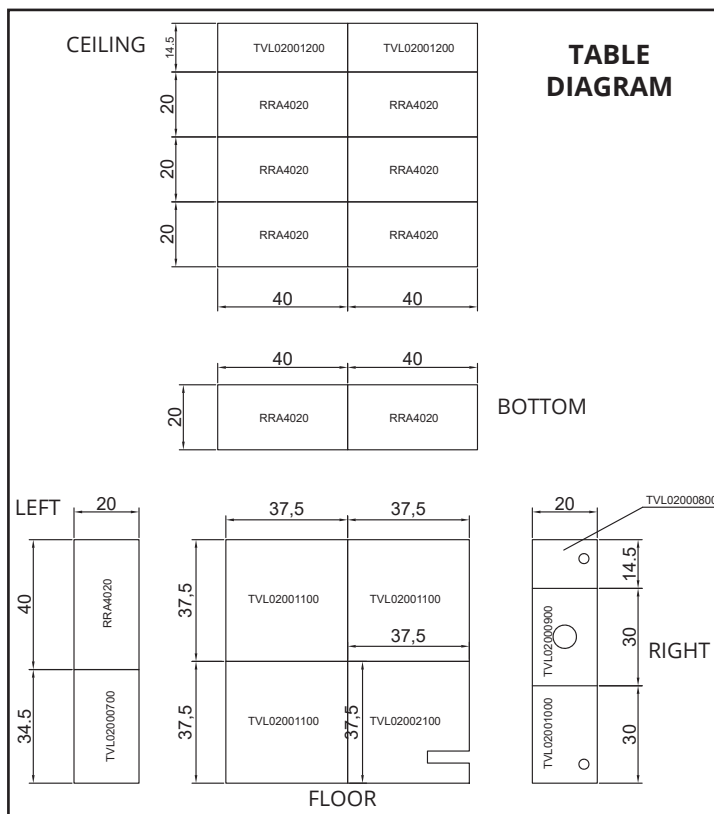 CEILING
TABLE
DIAGRAM
14.5
TVL02001200 TVL02001200
20
RRA4020 RRA4020
20
RRA4020 RRA4020
20
RRA4020 RRA4020
40 40
40 40
20
RRA4020 RRA4020
BOTTOM
LEFT
20
40
RRA4020
34.5
TVL02000700
37,5 37,5
37,5
TVL02001100 TVL02001100
37,5
37,5
TVL02001100
37,5
TVL02002100
FLOOR
20
TVL02000800
14.5
TVL02000900
30
RIGHT
TVL02001000
30